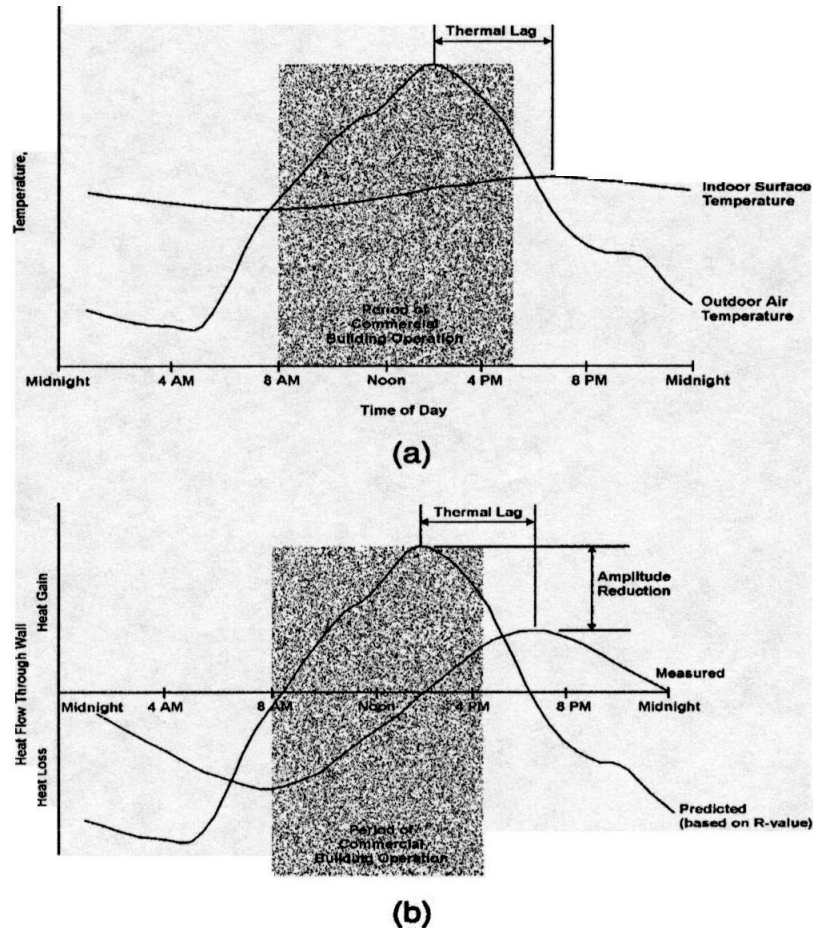 Thermal Lag
Temperature,
Indoor Surface
Temperature
Outdoor Air
Temperature
Period of
Commercial
Building Operation
Midnight 4 AM 8 AM Noon 4 PM 8 PM Midnight
Time of Day
(a)
Thermal Lag
Amplitude
Reduction
Heat Flow Through Wall
Heat Gain
Heat Loss
Measured
Midnight 4 AM 8 AM Noon 4 PM 8 PM Midnight
Predicted
(based on R-value)
Period of
Commercial
Building Operation
(b)